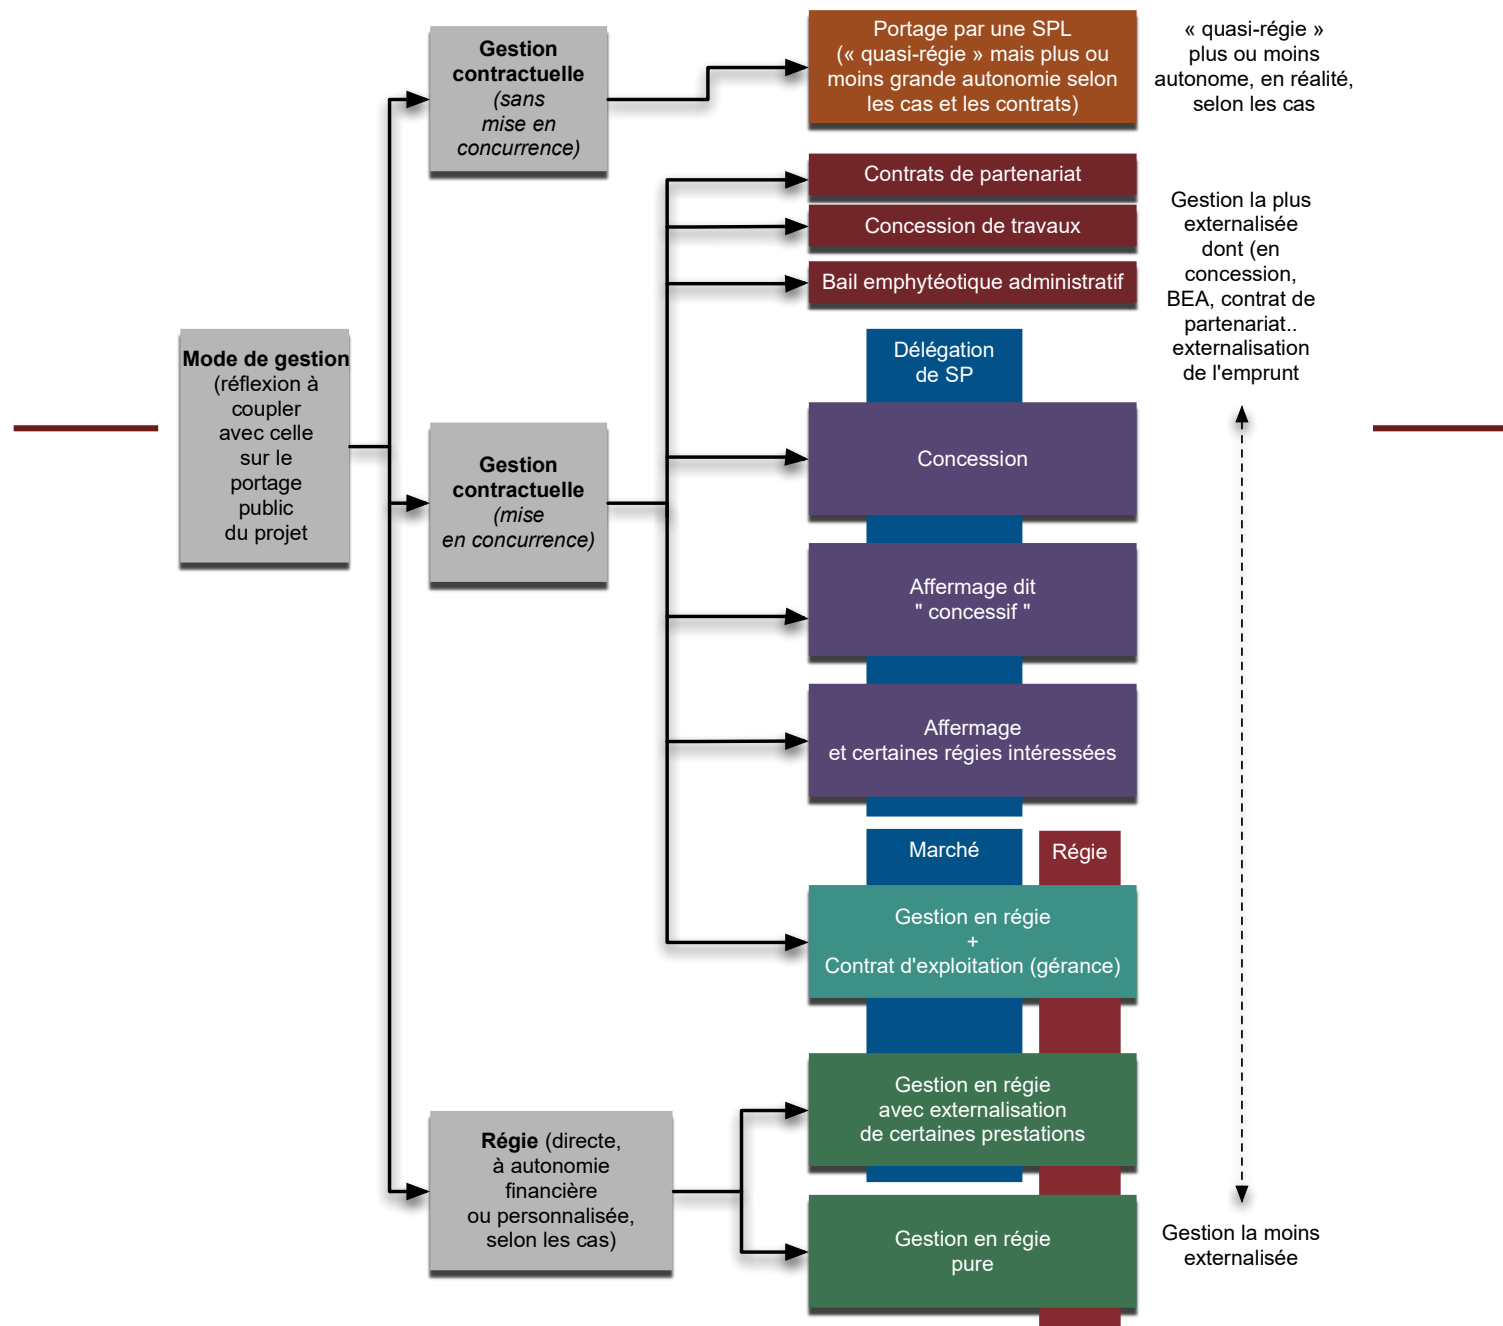 Mode de gestion
(réflexion à
coupler
avec celle
sur le
portage
public
du projet
Gestion
contractuelle
(sans
mise en
concurrence)
Gestion
contractuelle
(mise
en concurrence)
Régie (directe,
à autonomie
financière
ou personnalisée,
selon les cas)
Portage par une SPL
(« quasi-régie » mais plus ou
moins grande autonomie selon
les cas et les contrats)
Contrats de partenariat
Concession de travaux
Bail emphytéotique administratif
Délégation
de SP
Concession
Affermage dit
" concessif "
Affermage
et certaines régies intéressées
Marché
Régie
Gestion en régie
+
Contrat d'exploitation (gérance)
Gestion en régie
avec externalisation
de certaines prestations
Gestion en régie
pure
« quasi-régie »
plus ou moins
autonome, en réalité,
selon les cas
Gestion la plus
externalisée
dont (en
concession,
BEA, contrat de
partenariat..
externalisation
de l'emprunt
Gestion la moins
externalisée